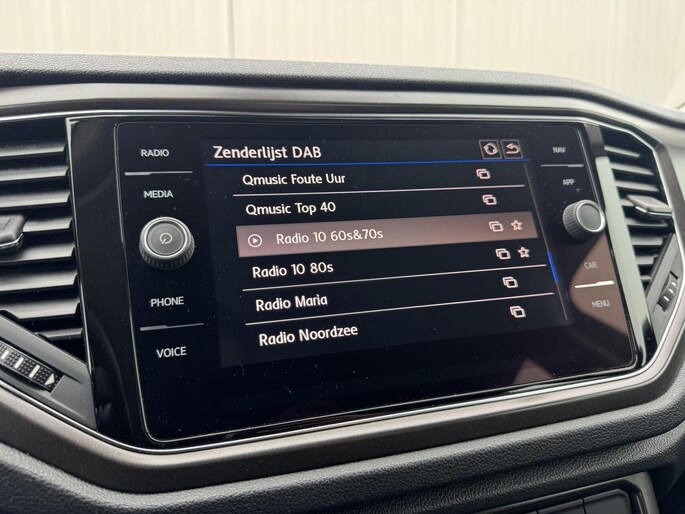 RADIO
MEDIA
PHONE
VOICE
Zenderlijst DAB
Qmusic Foute Uur
Qmusic Top 40
Radio 10 60s&70s
Radio 10 80s
Radio Maria
Radio Noordzee
NAV
APP
CAR
MENU